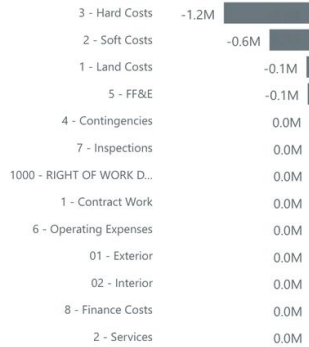 3 - Hard Costs -1.2M
2 - Soft Costs -0.6M
1 - Land Costs -0.1M
5 - FF&E -0.1M
4 - Contingencies 0.0M
7 - Inspections 0.0M
1000 - RIGHT OF WORK D... 0.0M
1 - Contract Work 0.0M
6 - Operating Expenses 0.0M
01 - Exterior 0.0M
02 - Interior 0.0M
8 - Finance Costs 0.0M
2 - Services 0.0M